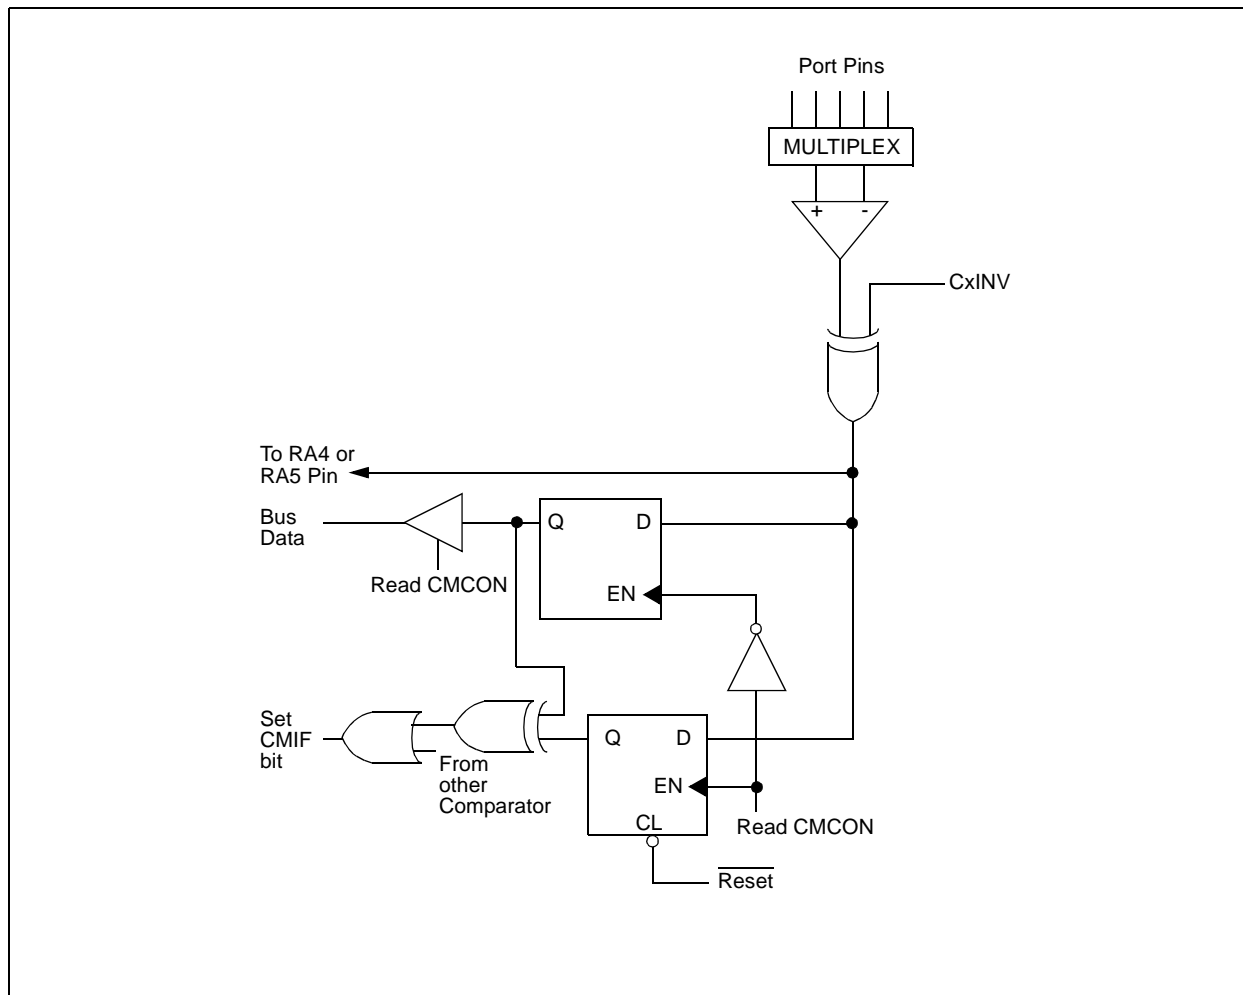 Port Pins
MULTIPLEX
+ -
CxINV
To RA4 or
RA5 Pin
Bus
Data
Q D
EN
Read CMCON
Set
CMIF
bit
From
other
Comparator
Q D
EN
CL
Read CMCON
Reset